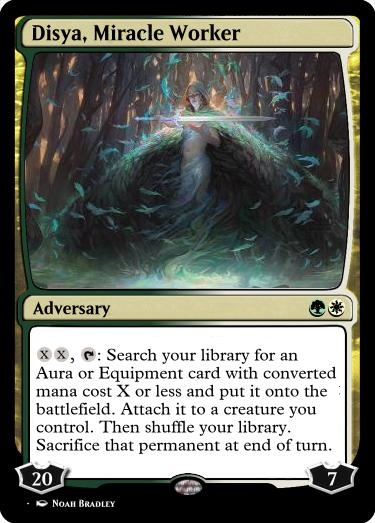 Disya, Miracle Worker
Adversary
X X, : Search your library for an
Aura or Equipment card with converted
mana cost X or less and put it onto the
battlefield. Attach it to a creature you
control. Then shuffle your library.
Sacrifice that permanent at end of turn.
20
7
Noah Bradley